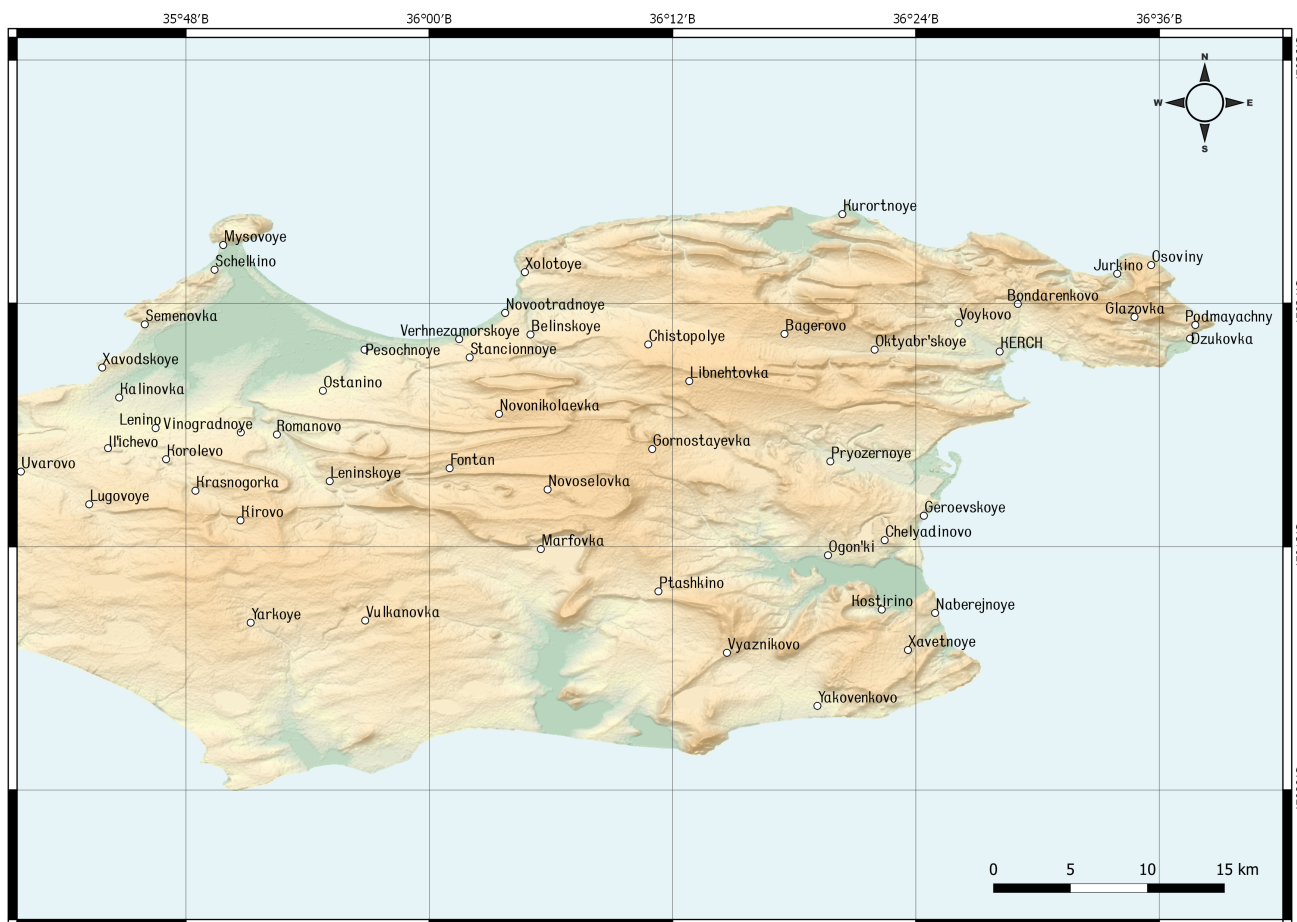 35°48′В 36°00′В 36°12′В 36°24′В 36°36′В
N
W E
S
Kurortnoye
Mysovoye
Schelkino
Xolotoye
Jurkino
Osoviny
Semenovka
Novootradnoye
Bondarenkovo
Glazovka
Podmayachny
Verhnezamorskoye
Belinskoye
Bagerovo
Voykovo
Chistopolye
Oktyabr'skoye
KERCH
Dzukovka
Pesochnoye
Stancionnoye
Xavodskoye
Kalinovka
Ostanino
Libnehtovka
Novonikolaevka
Lenino
Vinogradnoye
Romanovo
Il'ichevo
Korolevo
Gornostayevka
Uvarovo
Fontan
Pryozernoye
Leninskoye
Krasnogorka
Novoselovka
Lugovoye
Kirovo
Geroevskoye
Chelyadinovo
Marfovka
Ogon'ki
Ptashkino
Kostirino
Naberejnoye
Yarkoye
Vulkanovka
Vyaznikovo
Xavetnoye
Yakovenkovo
0 5 10 15 km